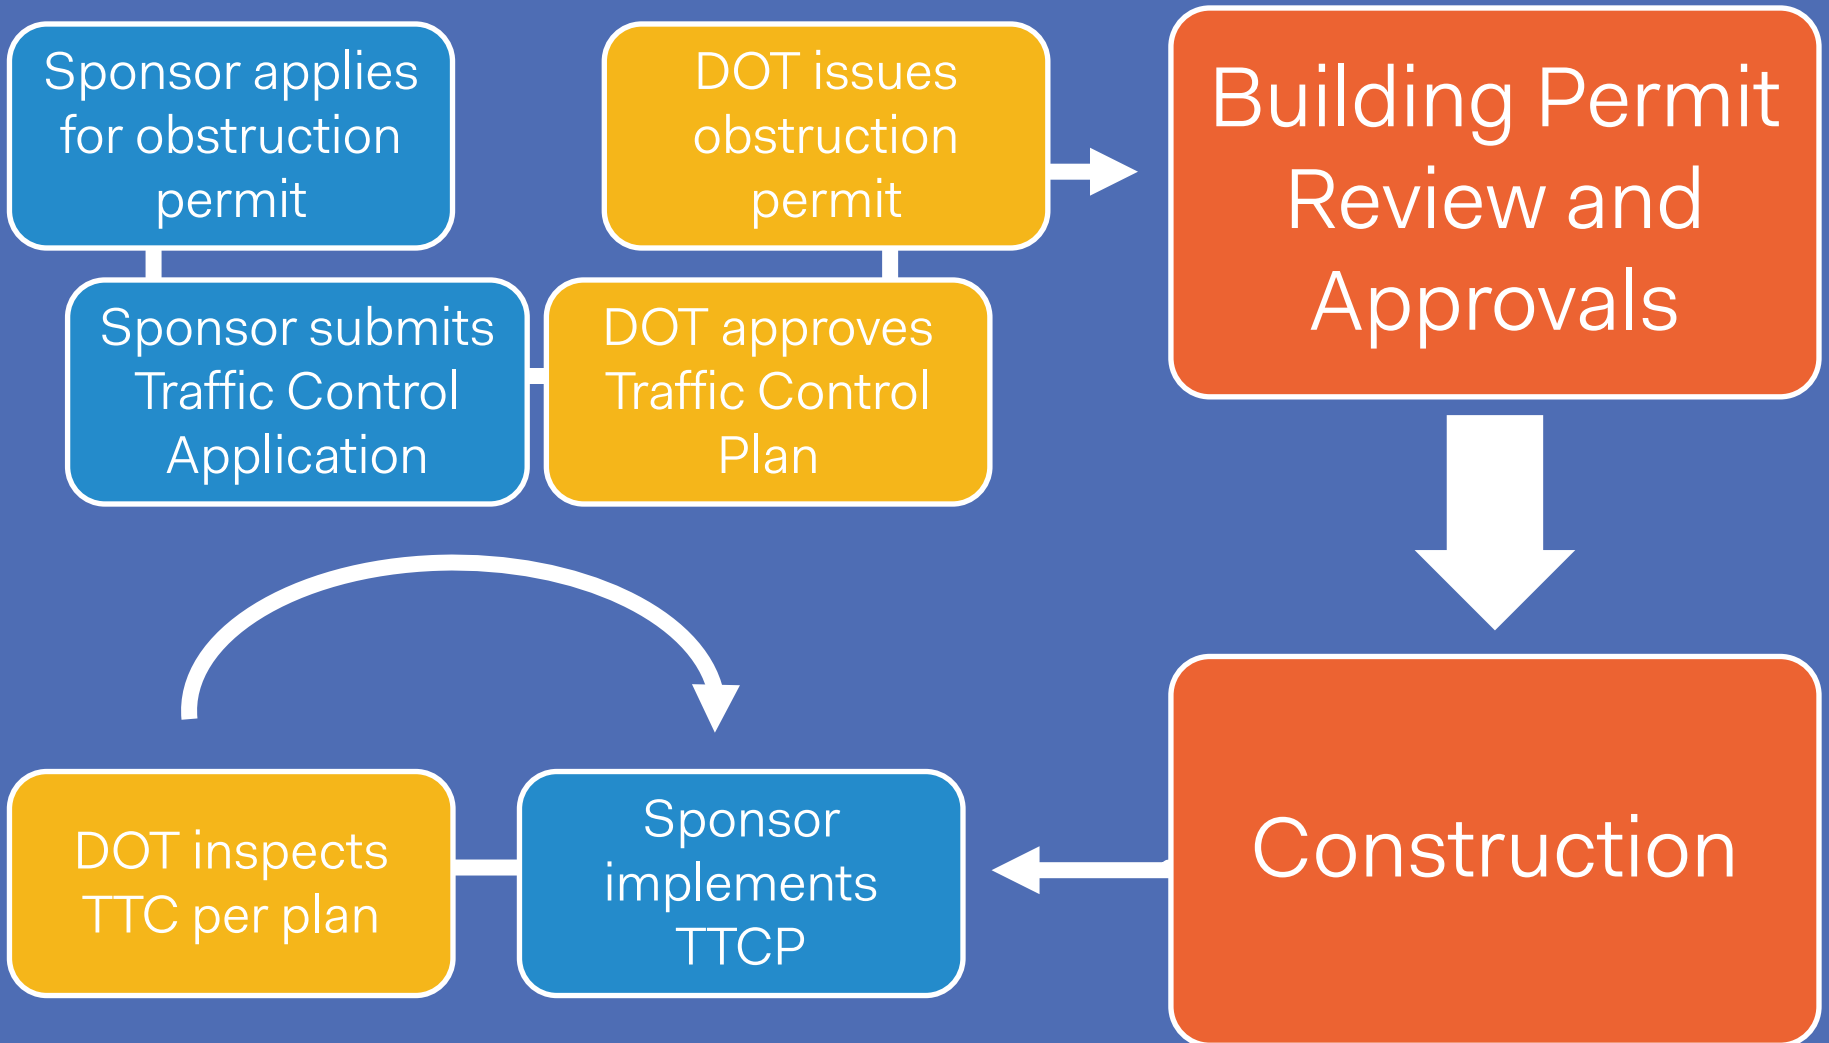 Sponsor applies
for obstruction
permit
Sponsor submits
Traffic Control
Application
DOT approves
Traffic Control
Plan
DOT issues
obstruction
permit
Building Permit
Review and
Approvals
Construction
Sponsor
implements
TTCP
DOT inspects
TTC per plan